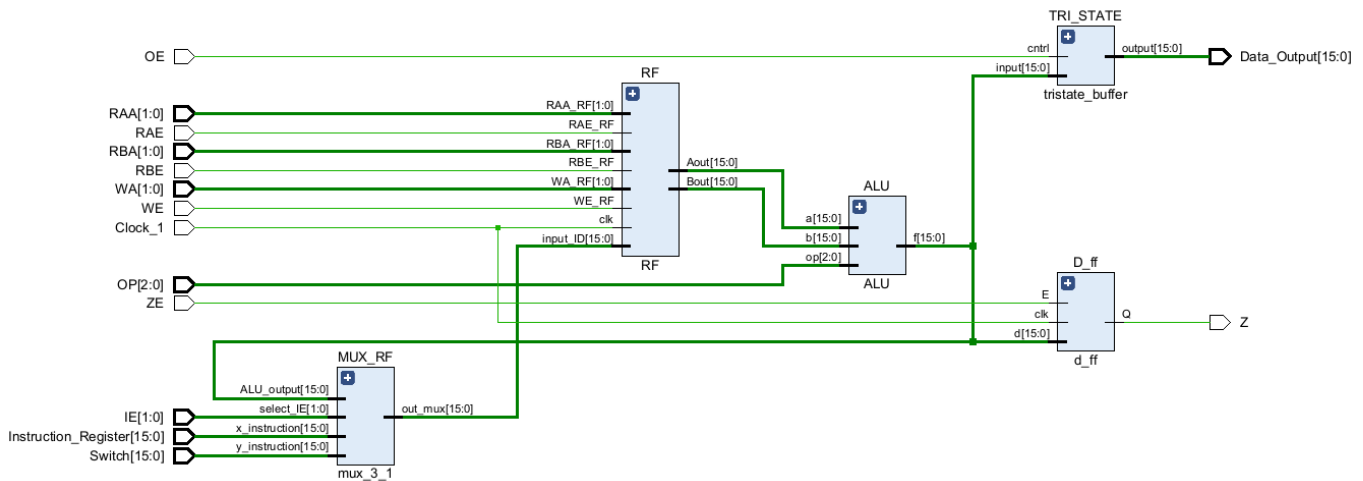 TRI_STATE
OE
cntrl
output[15:0]
Data_Output[15:0]
input[15:0]
tristate_buffer
RF
RAA[1:0]
RAA_RF[1:0]
RAE
RAE_RF
RBA[1:0]
RBA_RF[1:0]
RBE
RBE_RF
WA[1:0]
WA_RF[1:0]
WE
WE_RF
Clock_1
clk
input_ID[15:0]
Aout[15:0]
Bout[15:0]
RF
ALU
a[15:0]
b[15:0]
op[2:0]
f[15:0]
ALU
OP[2:0]
ZE
D_ff
E
clk
d[15:0]
Q
Z
d_ff
MUX_RF
ALU_output[15:0]
IE[1:0]
select_IE[1:0]
out_mux[15:0]
Instruction_Register[15:0]
x_instruction[15:0]
Switch[15:0]
y_instruction[15:0]
mux_3_1